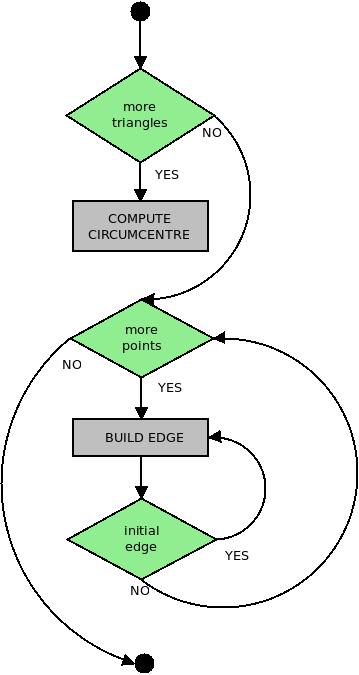 more
triangles
NO
YES
COMPUTE
CIRCUMCENTRE
more
points
NO
YES
BUILD EDGE
initial
edge
YES
NO